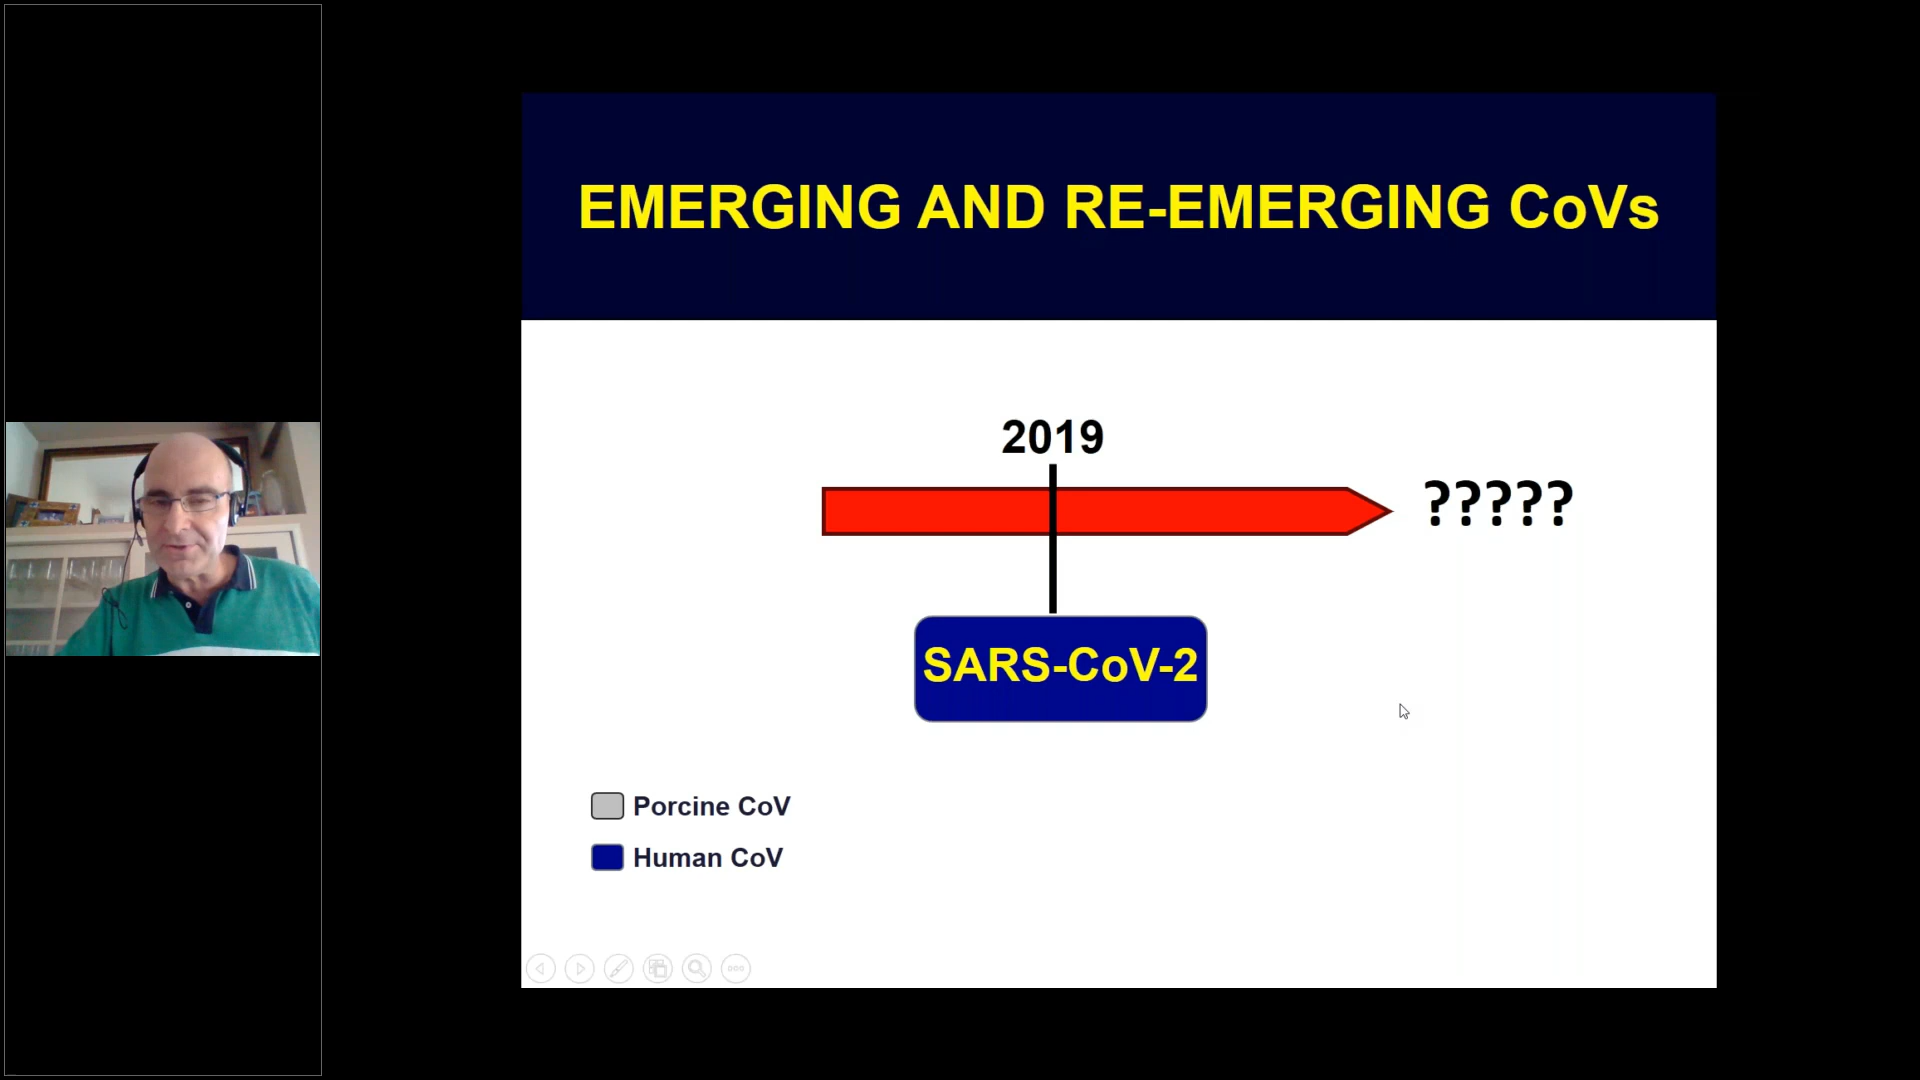 EMERGING AND RE-EMERGING CoVs
2019
?????
SARS-CoV-2
Porcine CoV
Human CoV